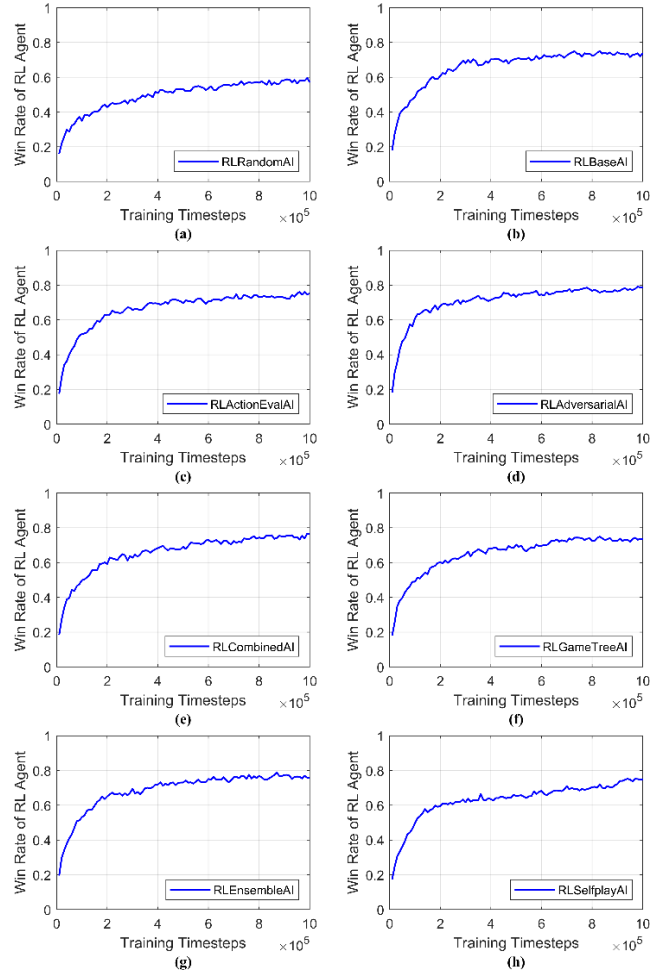 1
0.8
0.6
0.4
0.2
0
Win Rate of RL Agent
RLRandomAI
0 2 4 6 8 10
Training Timesteps ×10^5
(a)
1
0.8
0.6
0.4
0.2
0
Win Rate of RL Agent
RLBaseAI
0 2 4 6 8 10
Training Timesteps ×10^5
(b)
1
0.8
0.6
0.4
0.2
0
Win Rate of RL Agent
RLActionEvalAI
0 2 4 6 8 10
Training Timesteps ×10^5
(c)
1
0.8
0.6
0.4
0.2
0
Win Rate of RL Agent
RLAdversarialAI
0 2 4 6 8 10
Training Timesteps ×10^5
(d)
1
0.8
0.6
0.4
0.2
0
Win Rate of RL Agent
RLCombinedAI
0 2 4 6 8 10
Training Timesteps ×10^5
(e)
1
0.8
0.6
0.4
0.2
0
Win Rate of RL Agent
RLGameTreeAI
0 2 4 6 8 10
Training Timesteps ×10^5
(f)
1
0.8
0.6
0.4
0.2
0
Win Rate of RL Agent
RLEnsembleAI
0 2 4 6 8 10
Training Timesteps ×10^5
(g)
1
0.8
0.6
0.4
0.2
0
Win Rate of RL Agent
RLSelfplayAI
0 2 4 6 8 10
Training Timesteps ×10^5
(h)